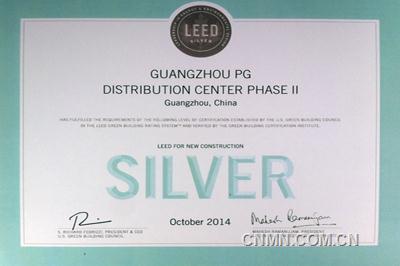 LEED
SILVER
GUANGZHOU PG
DISTRIBUTION CENTER PHASE II
Guangzhou, China
HAS FULFILLED THE REQUIREMENTS OF THE FOLLOWING LEVEL OF CERTIFICATION ESTABLISHED BY THE U.S. GREEN BUILDING COUNCIL
IN THE LEED GREEN BUILDING RATING SYSTEM™ AND VERIFIED BY THE GREEN BUILDING CERTIFICATION INSTITUTE.
LEED FOR NEW CONSTRUCTION
SILVER
October 2014
Mahesh Ramanujam
S. RICHARD FEDRIZZI, PRESIDENT & CEO
U.S. GREEN BUILDING COUNCIL
MAHESH RAMANUJAM, PRESIDENT
CNMN.COM.CN